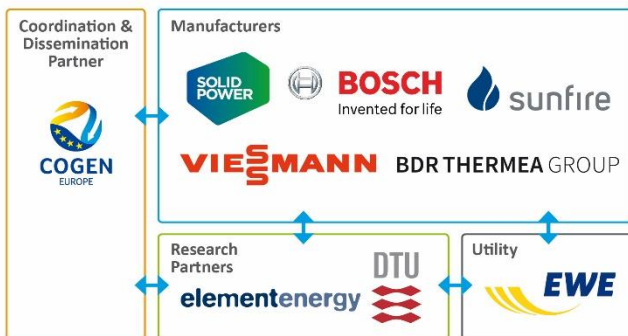 Coordination &
Dissemination
Partner
COGEN
EUROPE
Manufacturers
SOLID
POWER
BOSCH
Invented for life
sunfire
VIESSMANN
BDR THERMEA GROUP
Research
Partners
elementenergy
DTU
Utility
EWE